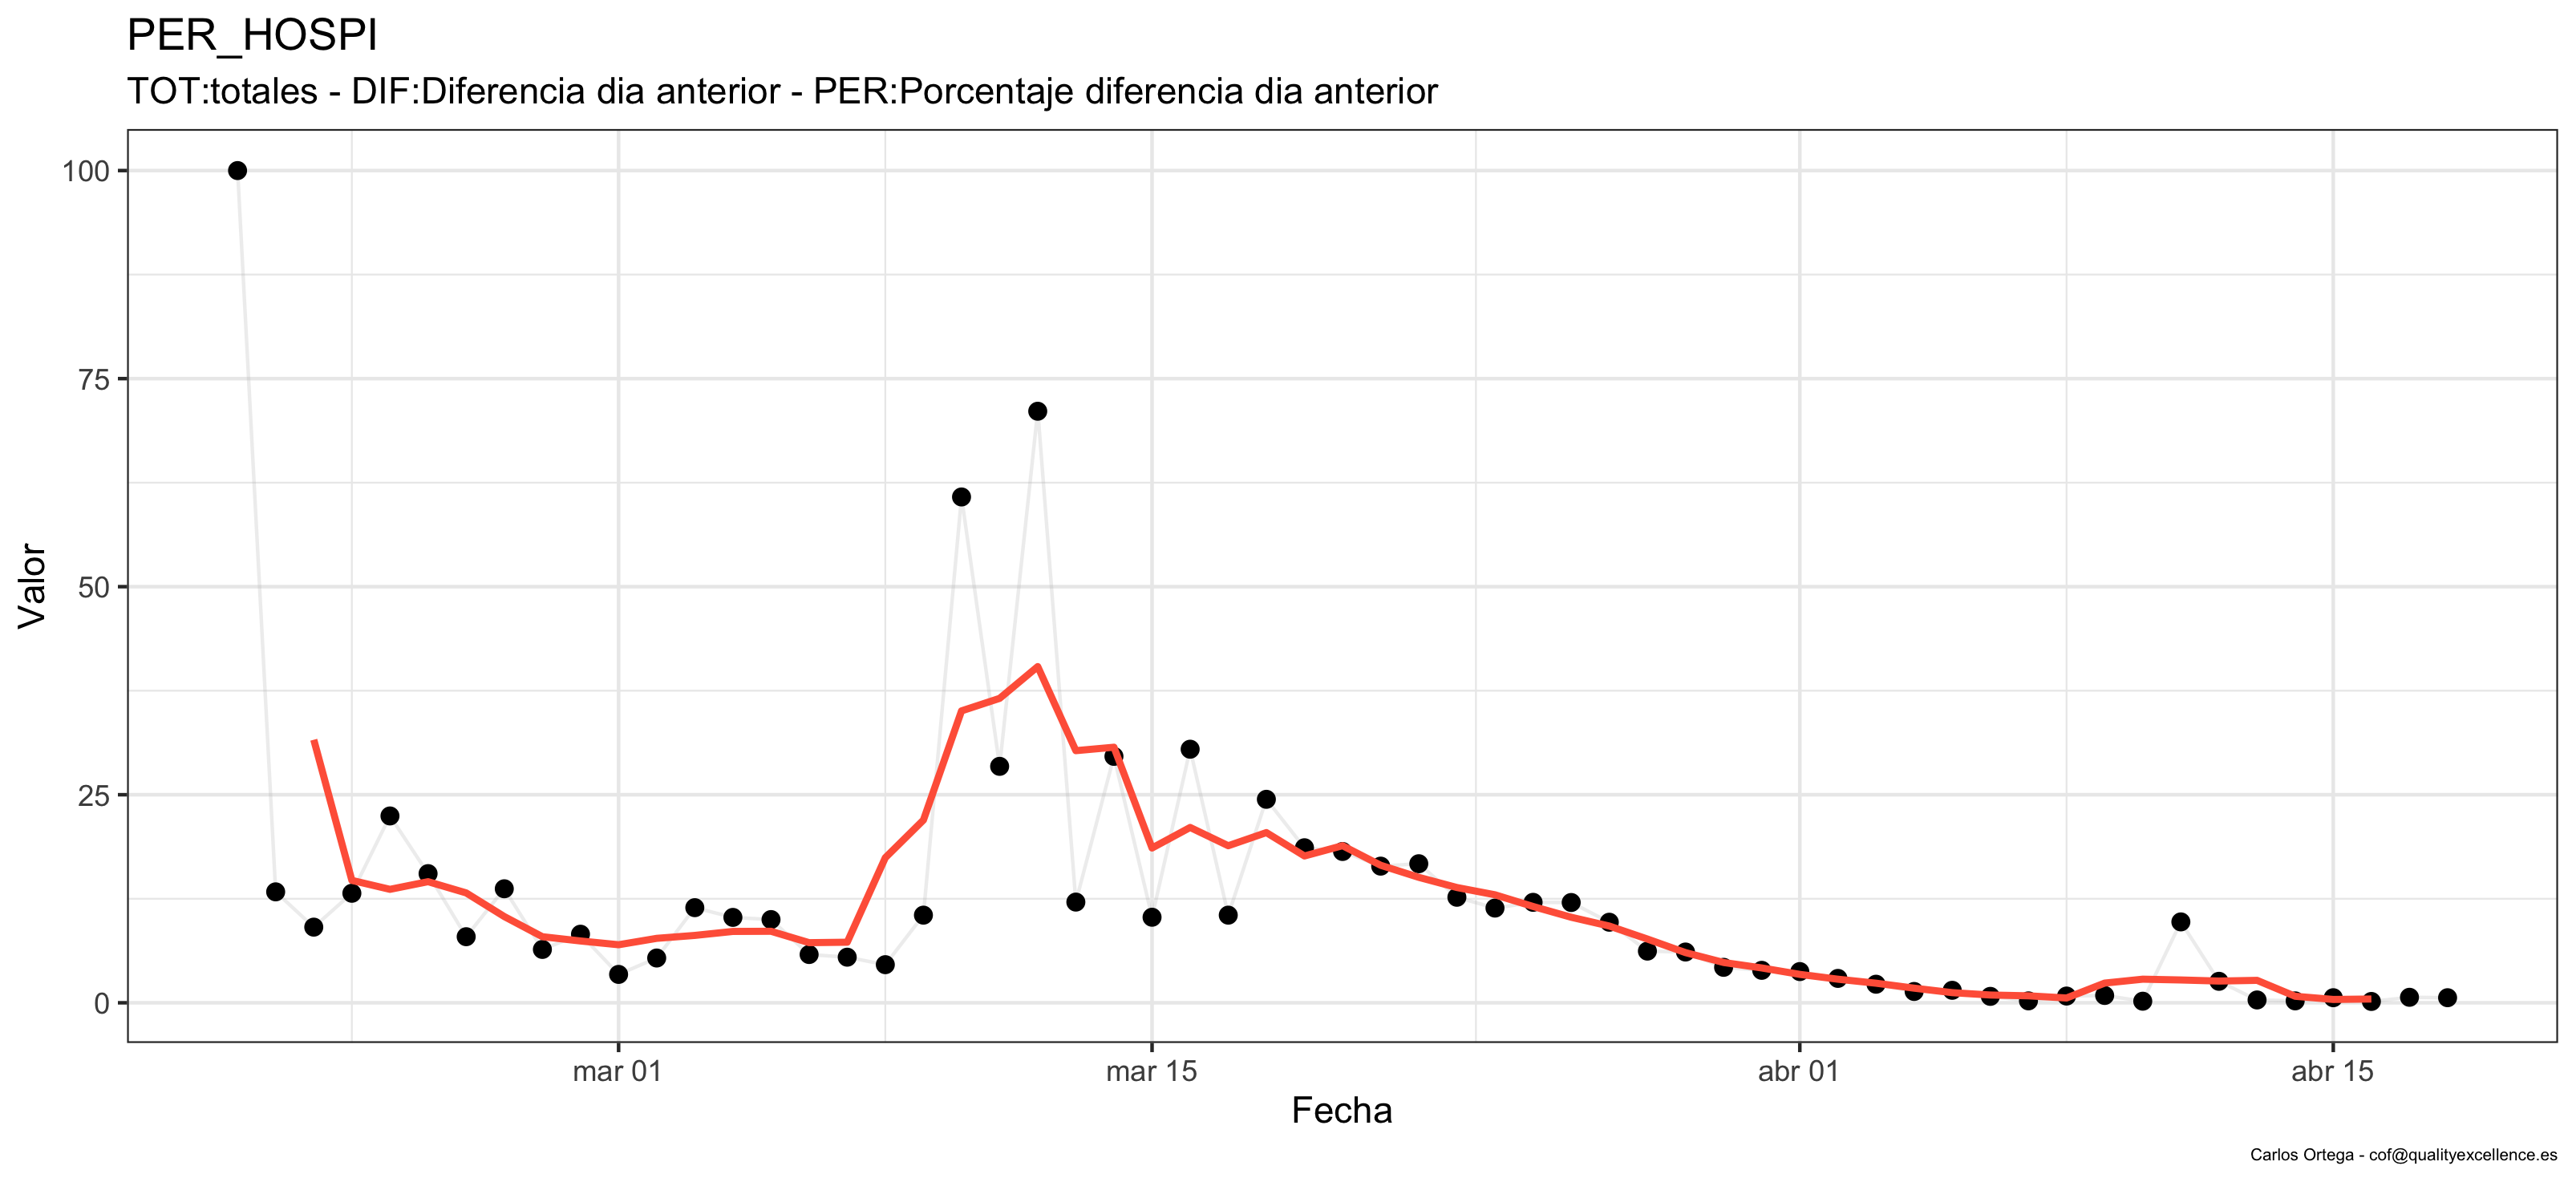 PER_HOSPI
TOT:totales - DIF:Diferencia dia anterior - PER:Porcentaje diferencia dia anterior
100
75
50
25
0
Valor
mar 01
mar 15
abr 01
abr 15
Fecha
Carlos Ortega - cof@qualityexcellence.es